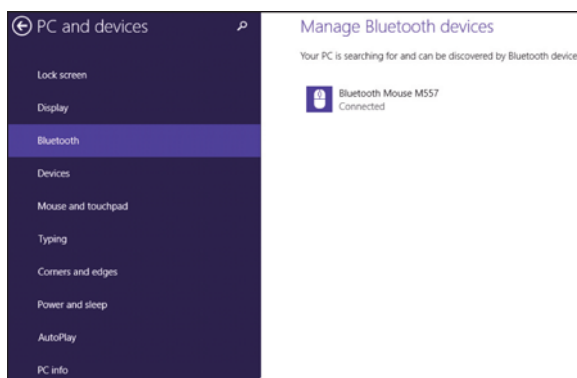 PC and devices
Lock screen
Display
Bluetooth
Devices
Mouse and touchpad
Typing
Corners and edges
Power and sleep
AutoPlay
PC info
Manage Bluetooth devices
Your PC is searching for and can be discovered by Bluetooth device
Bluetooth Mouse M557
Connected